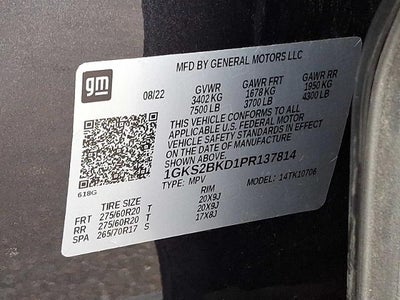 gm
MFD BY GENERAL MOTORS LLC
08/22 GVWR GAWR FRT GAWR RR
3402 KG 1678 KG 1950 KG
7500 LB 3700 LB 4300 LB
THIS VEHICLE CONFORMS TO ALL
APPLICABLE U.S. FEDERAL MOTOR
VEHICLE SAFETY STANDARDS IN EFFECT
ON THE DATE OF MANUFACTURE
SHOWN ABOVE.
1GKS2BKD1PR137814
618G TYPE: MPV MODEL: 14TK10706
TIRE SIZE RIM
FRT 275/60R20 T 20X9J
RR 275/60R20 T 20X9J
SPA 265/70R17 S 17X8J